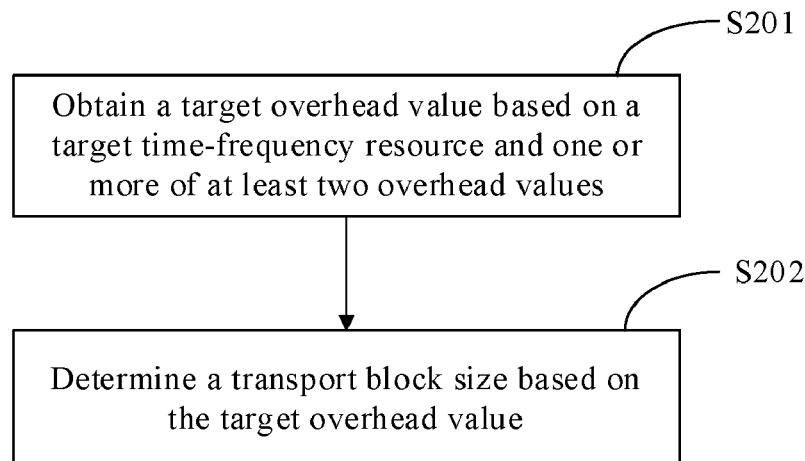 S201
Obtain a target overhead value based on a
target time-frequency resource and one or
more of at least two overhead values
S202
Determine a transport block size based on
the target overhead value